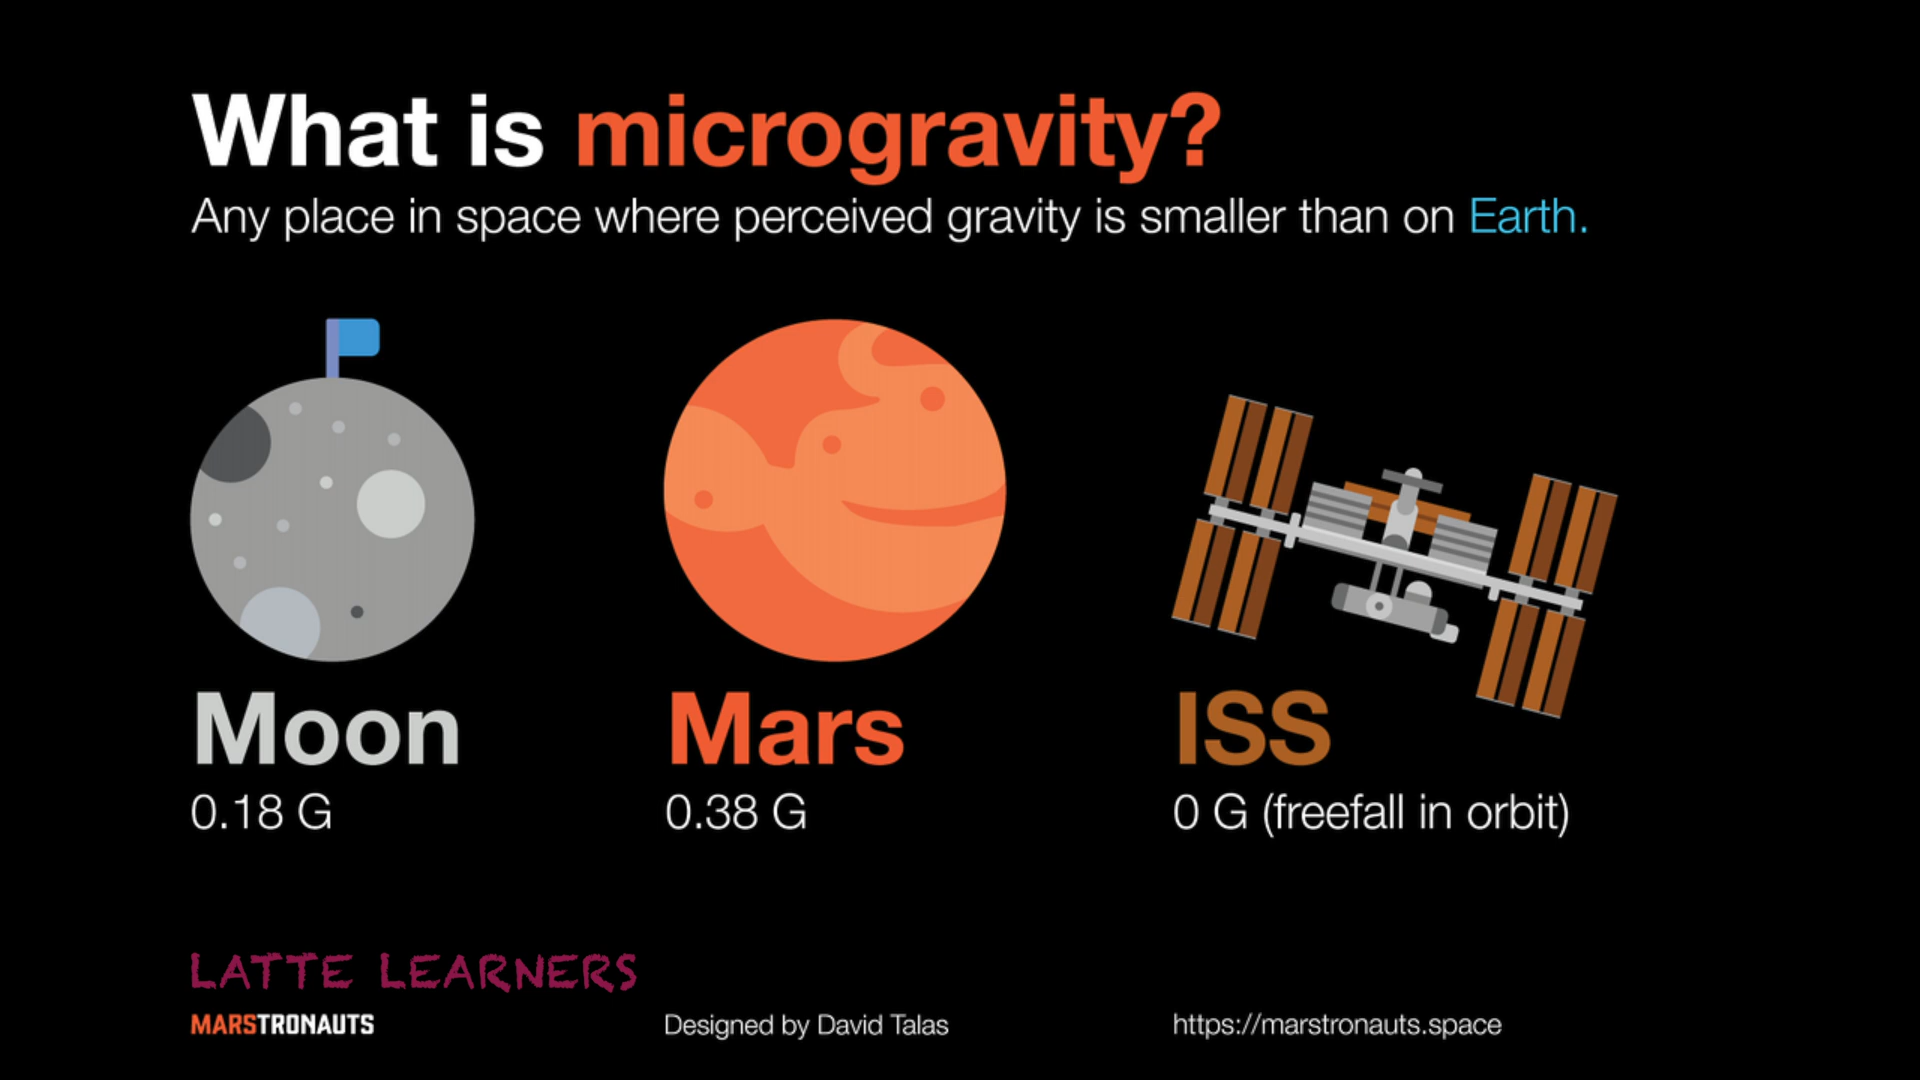 What is microgravity?
Any place in space where perceived gravity is smaller than on Earth.
Moon
0.18 G
Mars
0.38 G
ISS
0 G (freefall in orbit)
LATTE LEARNERS
MARSTRONAUTS
Designed by David Talas
https://marstronauts.space